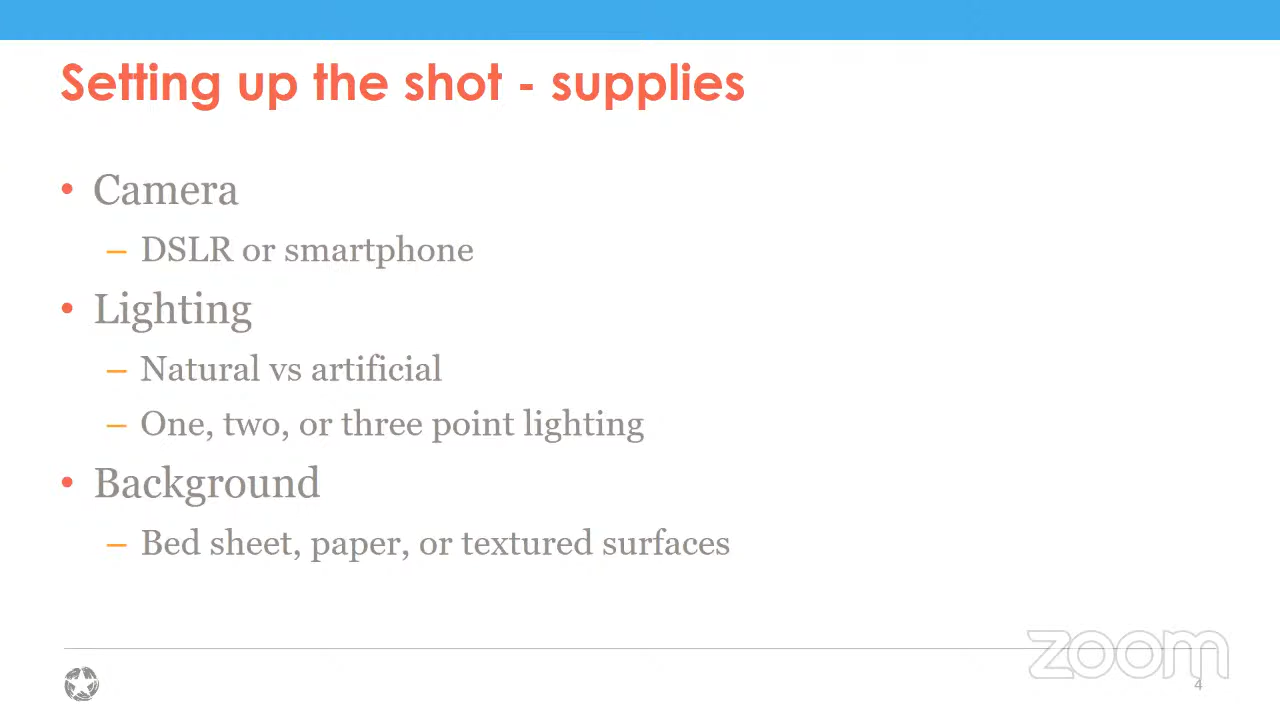 Setting up the shot - supplies
• Camera
– DSLR or smartphone
• Lighting
– Natural vs artificial
– One, two, or three point lighting
• Background
– Bed sheet, paper, or textured surfaces
zoom
4